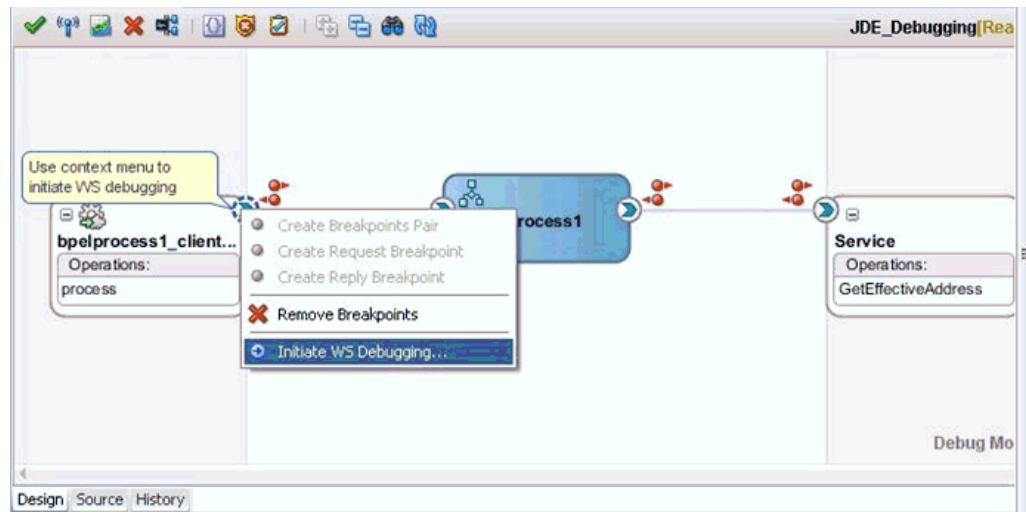 JDE_Debugging[Rea
Use context menu to
initiate WS debugging
bpelprocess1_client...
Operations:
process
rocess1
Create Breakpoints Pair
Create Request Breakpoint
Create Reply Breakpoint
Remove Breakpoints
Initiate WS Debugging...
Service
Operations:
GetEffectiveAddress
Debug Mo
Design Source History